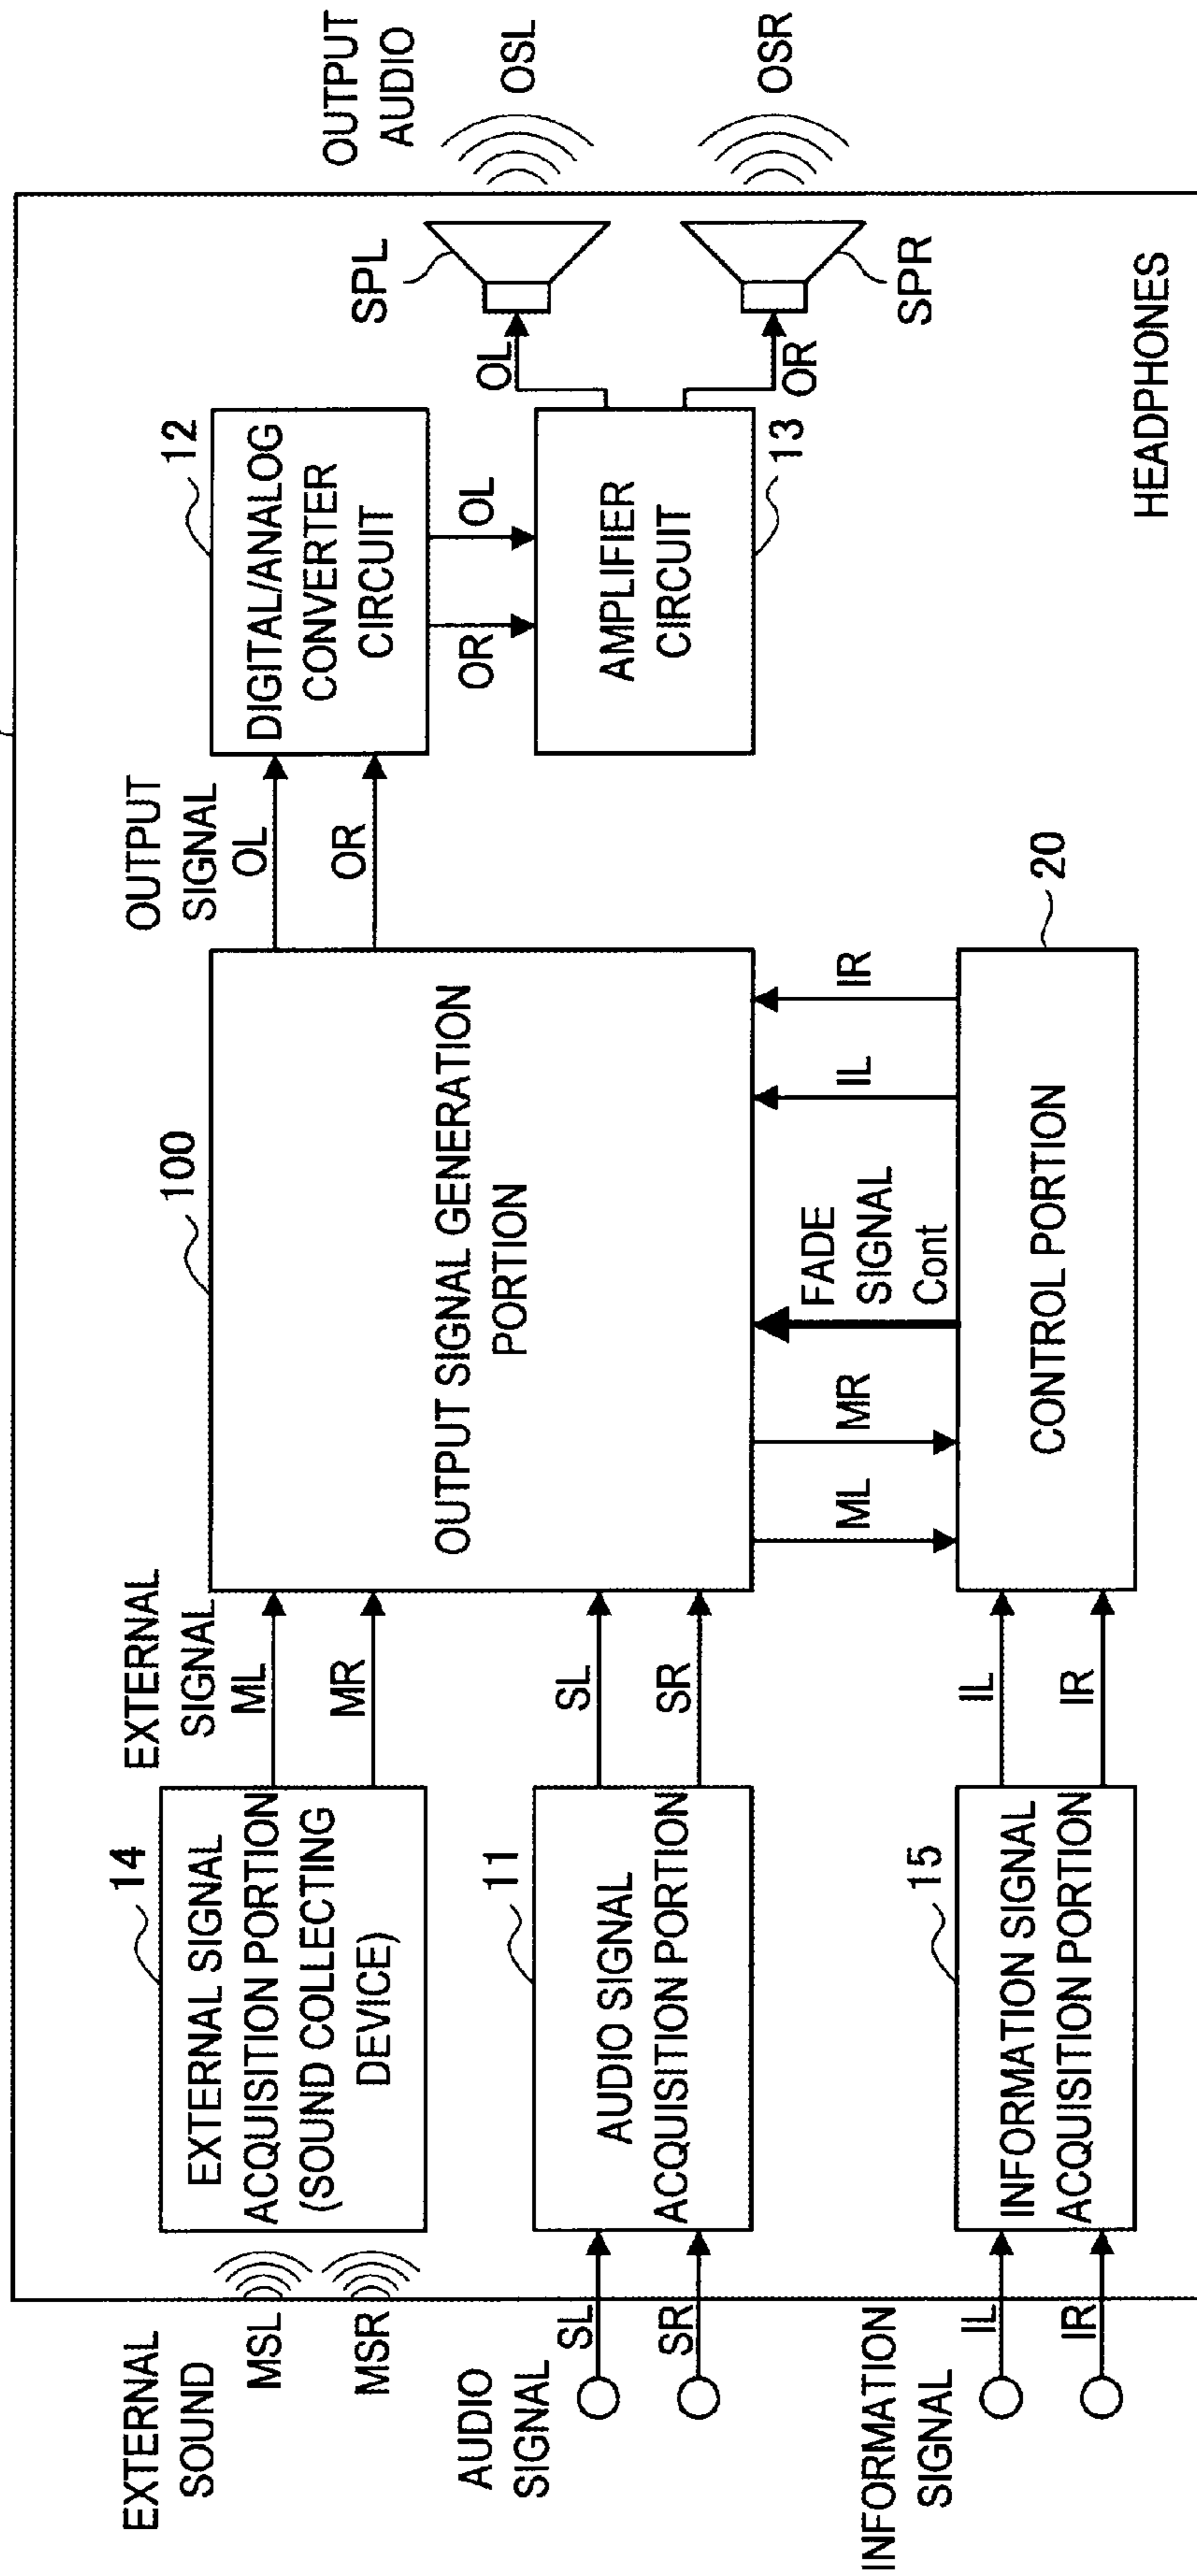 EXTERNAL
SOUND
MSL
MSR
AUDIO
SIGNAL
SL
SR
INFORMATION
SIGNAL
IL
IR
14
EXTERNAL SIGNAL
ACQUISITION PORTION
(SOUND COLLECTING
DEVICE)
11
AUDIO SIGNAL
ACQUISITION PORTION
15
INFORMATION SIGNAL
ACQUISITION PORTION
EXTERNAL
SIGNAL
ML
MR
SL
SR
IL
IR
100
OUTPUT SIGNAL GENERATION
PORTION
ML
MR
FADE
SIGNAL
Cont
IL
IR
CONTROL PORTION
20
OUTPUT
SIGNAL
OL
OR
12
DIGITAL/ANALOG
CONVERTER
CIRCUIT
OR
OL
AMPLIFIER
CIRCUIT
13
OL
OR
SPL
SPR
OUTPUT
AUDIO
OSL
OSR
HEADPHONES